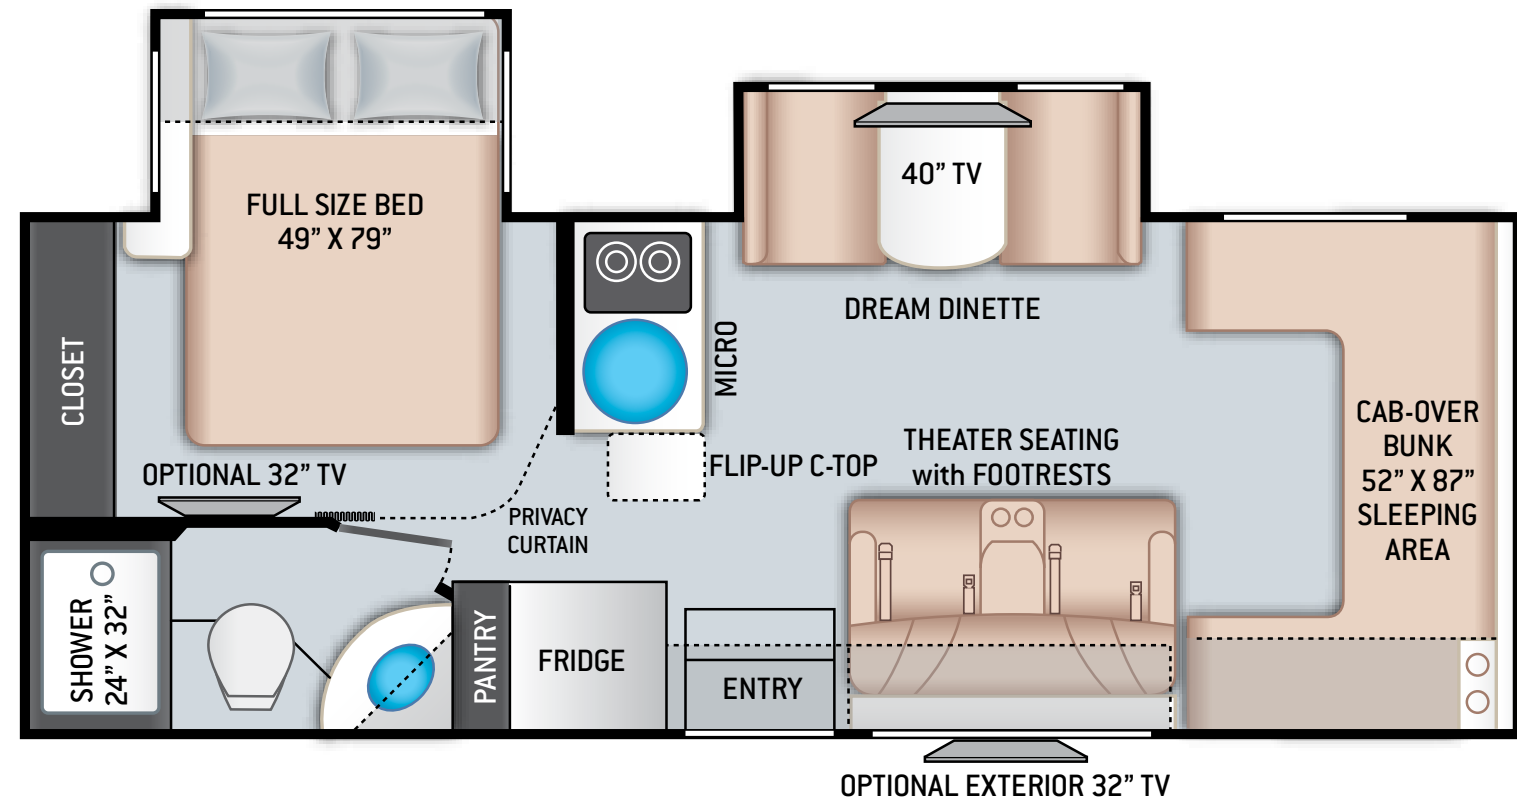 FULL SIZE BED
49” X 79”
40” TV
DREAM DINETTE
MICRO
CLOSET
THEATER SEATING
with FOOTRESTS
CAB-OVER
BUNK
52” X 87”
SLEEPING
AREA
OPTIONAL 32” TV
FLIP-UP C-TOP
PRIVACY
CURTAIN
SHOWER
24” X 32”
PANTRY
FRIDGE
ENTRY
OPTIONAL EXTERIOR 32” TV